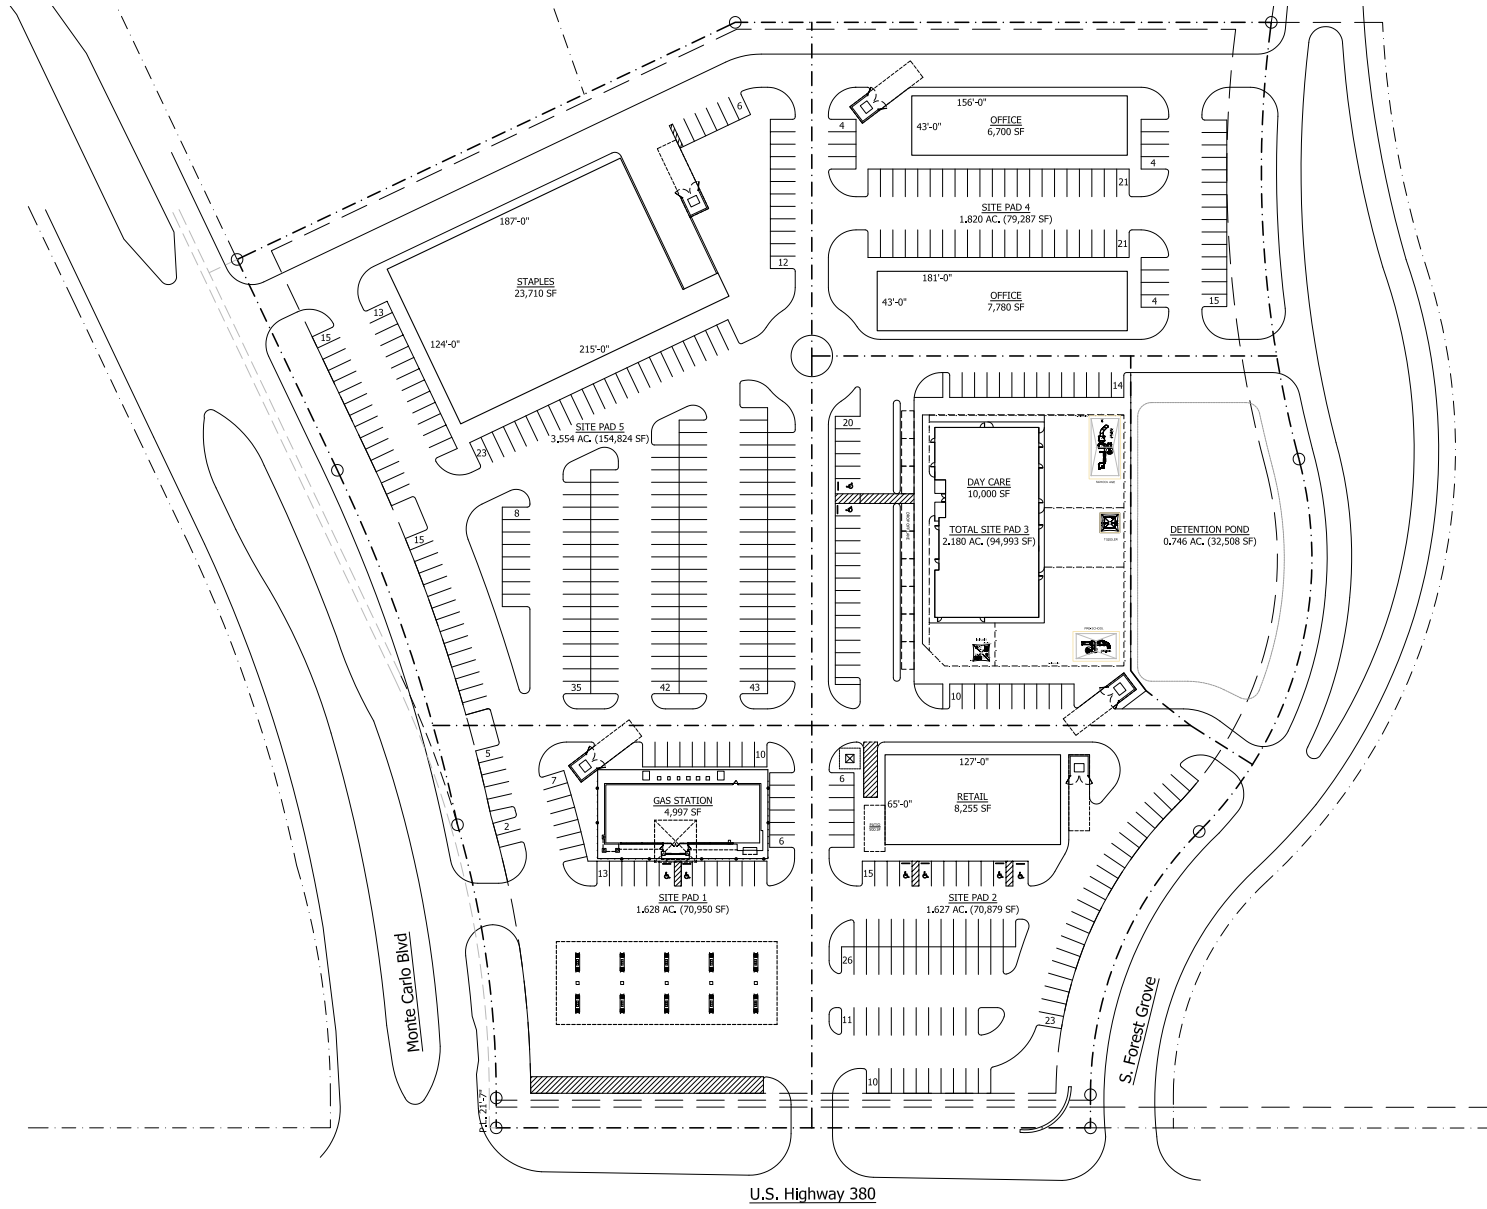 6
156'-0"
4
OFFICE
43'-0"
6,700 SF
4
21
187'-0"
SITE PAD 4
1.820 AC. (79,287 SF)
21
12
STAPLES
23,710 SF
181'-0"
OFFICE
43'-0"
7,780 SF
4
15
13
15
124'-0"
215'-0"
14
20
SITE PAD 5
3.554 AC. (154,824 SF)
23
DAY CARE
10,000 SF
8
TOTAL SITE PAD 3
2.180 AC. (94,993 SF)
DETENTION POND
0.746 AC. (32,508 SF)
15
TODDLER
PRESCHOOL
35
42
43
10
5
10
7
6
127'-0"
GAS STATION
4,997 SF
65'-0"
RETAIL
8,255 SF
2
6
13
15
SITE PAD 1
1.628 AC. (70,950 SF)
SITE PAD 2
1.627 AC. (70,879 SF)
26
11
23
10
Monte Carlo Blvd
S. Forest Grove
P.L. 21'-7"
U.S. Highway 380